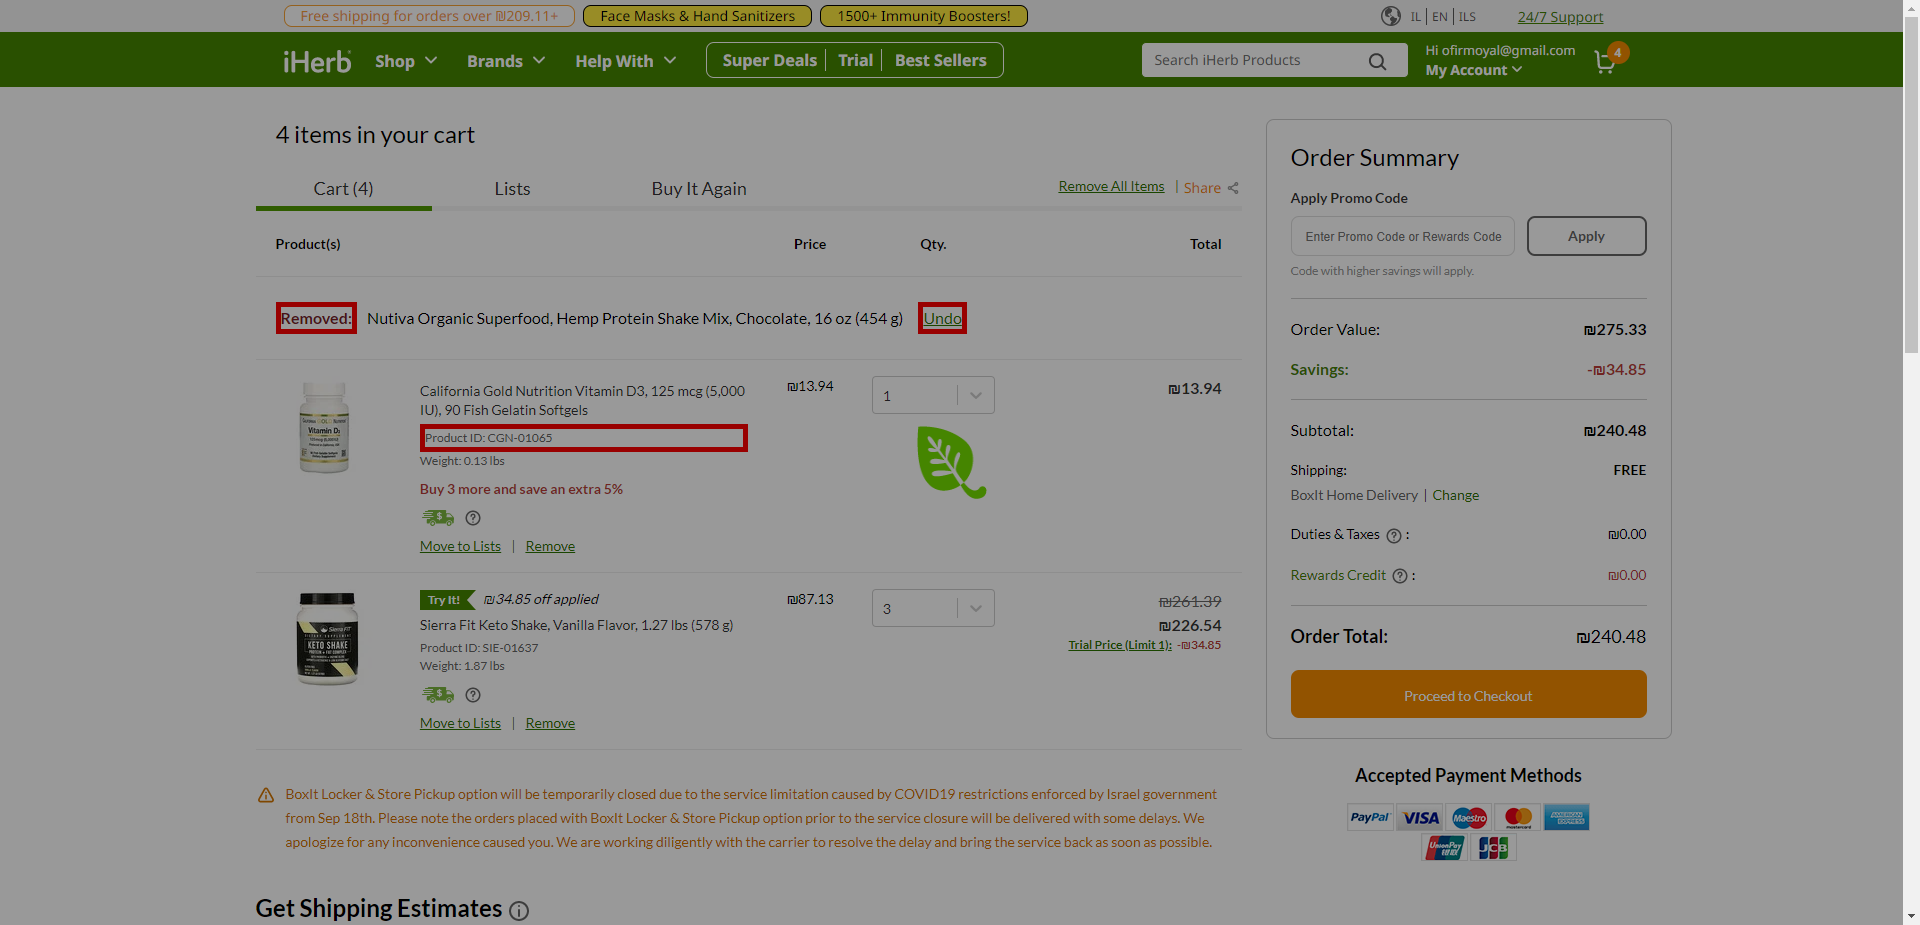 Free shipping for orders over ₪209.11+
Face Masks & Hand Sanitizers
1500+ Immunity Boosters!
IL | EN | ILS
24/7 Support
iHerb
Shop
Brands
Help With
Super Deals
Trial
Best Sellers
Search iHerb Products
Hi ofirmoyal@gmail.com
My Account
4
4 items in your cart
Cart (4)
Lists
Buy It Again
Remove All Items | Share
Product(s)
Price
Qty.
Total
Removed: Nutiva Organic Superfood, Hemp Protein Shake Mix, Chocolate, 16 oz (454 g) Undo
California Gold Nutrition Vitamin D3, 125 mcg (5,000
IU), 90 Fish Gelatin Softgels
Product ID: CGN-01065
Weight: 0.13 lbs
Buy 3 more and save an extra 5%
Move to Lists | Remove
₪13.94
1
₪13.94
Vitamin D3
Try It! ₪34.85 off applied
Sierra Fit Keto Shake, Vanilla Flavor, 1.27 lbs (578 g)
Product ID: SIE-01637
Weight: 1.87 lbs
Move to Lists | Remove
₪87.13
3
₪261.39
₪226.54
Trial Price (Limit 1): -₪34.85
Sierra FIT
KETO SHAKE
BoxIt Locker & Store Pickup option will be temporarily closed due to the service limitation caused by COVID19 restrictions enforced by Israel government
from Sep 18th. Please note the orders placed with BoxIt Locker & Store Pickup option prior to the service closure will be delivered with some delays. We
apologize for any inconvenience caused you. We are working diligently with the carrier to resolve the delay and bring the service back as soon as possible.
Get Shipping Estimates
Order Summary
Apply Promo Code
Enter Promo Code or Rewards Code
Apply
Code with higher savings will apply.
Order Value: ₪275.33
Savings: -₪34.85
Subtotal: ₪240.48
Shipping: FREE
BoxIt Home Delivery | Change
Duties & Taxes : ₪0.00
Rewards Credit : ₪0.00
Order Total: ₪240.48
Proceed to Checkout
Accepted Payment Methods
PayPal VISA Maestro mastercard AMERICAN EXPRESS
UnionPay JCB